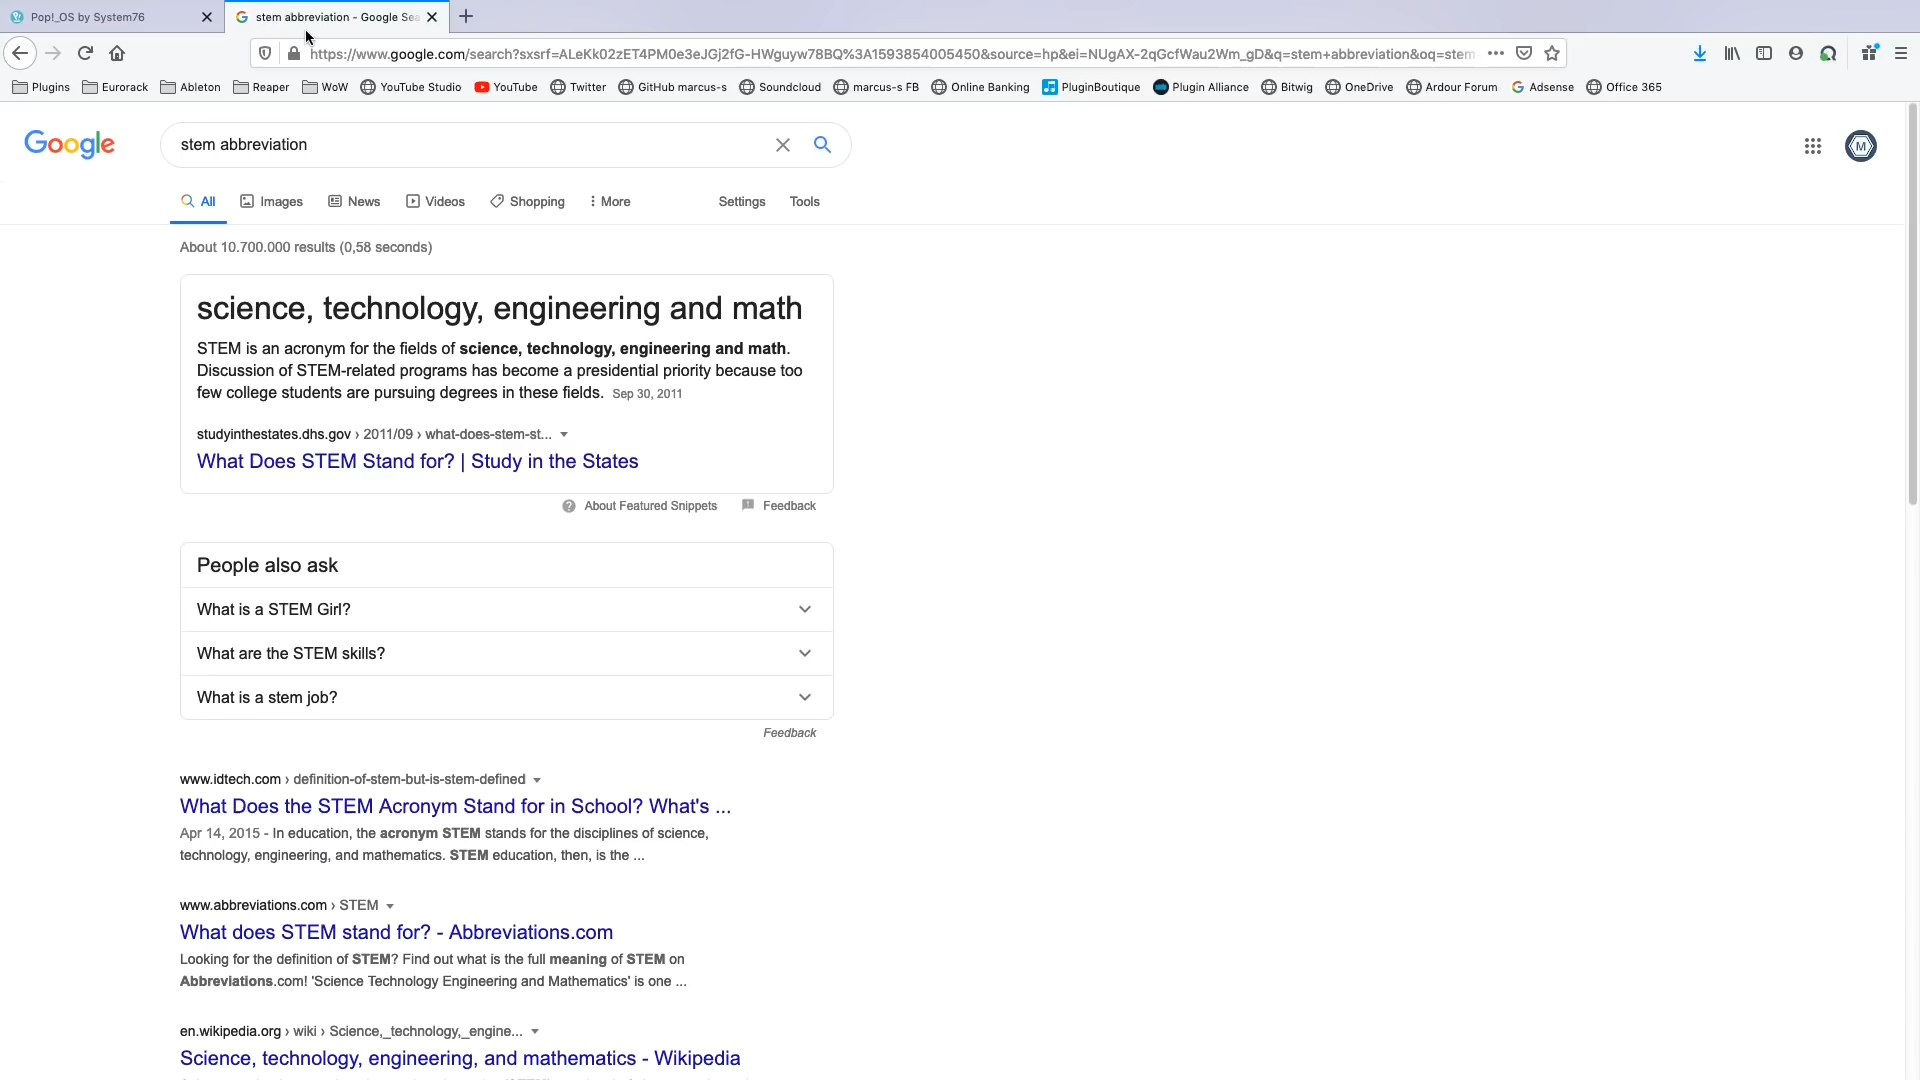 Pop!_OS by System76
stem abbreviation - Google Sea
https://www.google.com/search?sxsrf=ALeKk02zET4PM0e3eJGj2fG-HWguyw78BQ%3A1593854005450&source=hp&ei=NUgAX-2qGcfWau2Wm_gD&q=stem+abbreviation&oq=stem
Plugins Eurorack Ableton Reaper WoW YouTube Studio YouTube Twitter GitHub marcus-s Soundcloud marcus-s FB Online Banking PluginBoutique Plugin Alliance Bitwig OneDrive Ardour Forum Adsense Office 365
Google
stem abbreviation
M
All Images News Videos Shopping More Settings Tools
About 10.700.000 results (0,58 seconds)
science, technology, engineering and math
STEM is an acronym for the fields of science, technology, engineering and math.
Discussion of STEM-related programs has become a presidential priority because too
few college students are pursuing degrees in these fields. Sep 30, 2011
studyinthestates.dhs.gov › 2011/09 › what-does-stem-st...
What Does STEM Stand for? | Study in the States
About Featured Snippets Feedback
People also ask
What is a STEM Girl?
What are the STEM skills?
What is a stem job?
Feedback
www.idtech.com › definition-of-stem-but-is-stem-defined
What Does the STEM Acronym Stand for in School? What's ...
Apr 14, 2015 - In education, the acronym STEM stands for the disciplines of science,
technology, engineering, and mathematics. STEM education, then, is the ...
www.abbreviations.com › STEM
What does STEM stand for? - Abbreviations.com
Looking for the definition of STEM? Find out what is the full meaning of STEM on
Abbreviations.com! 'Science Technology Engineering and Mathematics' is one ...
en.wikipedia.org › wiki › Science,_technology,_engine...
Science, technology, engineering, and mathematics - Wikipedia